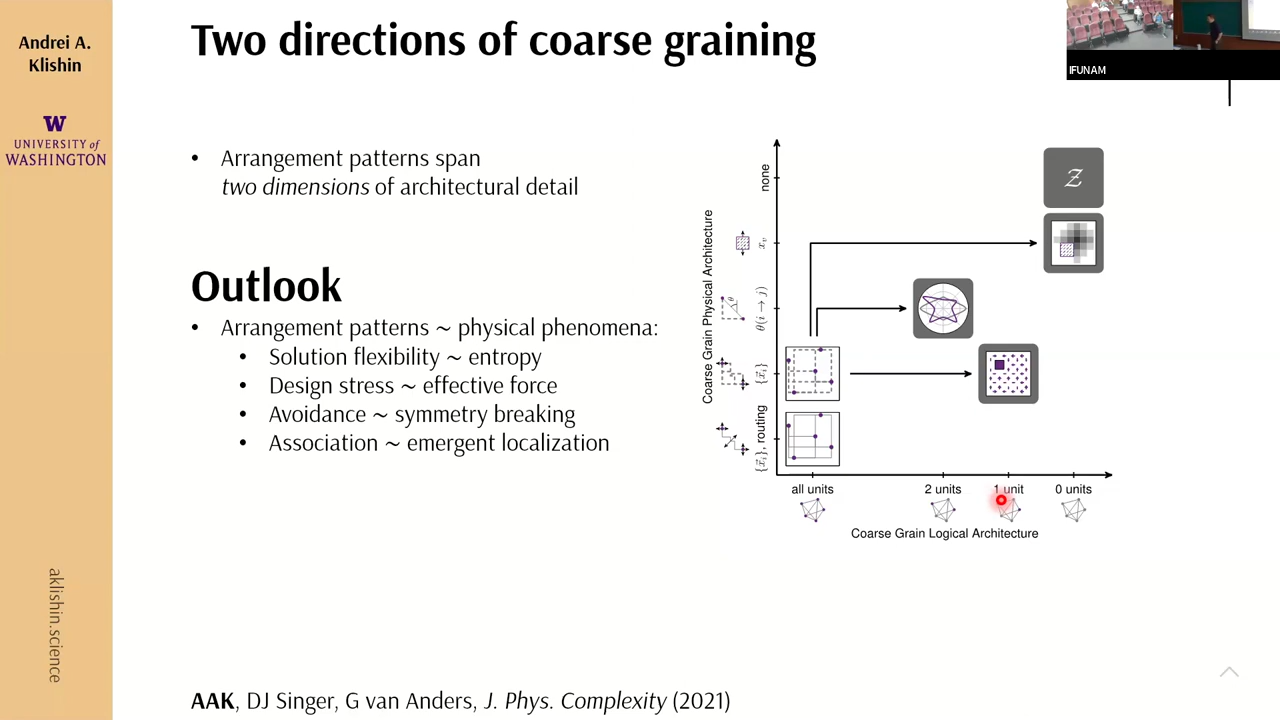 Andrei A.
Klishin
W
UNIVERSITY of
WASHINGTON
aklishin.science
Two directions of coarse graining
• Arrangement patterns span
two dimensions of architectural detail
Outlook
• Arrangement patterns ~ physical phenomena:
• Solution flexibility ~ entropy
• Design stress ~ effective force
• Avoidance ~ symmetry breaking
• Association ~ emergent localization
Coarse Grain Physical Architecture
none
x_v
θ(i → j)
{x⃗_i}
{x⃗_i}, routing
𝒵
θ
all units
2 units
1 unit
0 units
Coarse Grain Logical Architecture
AAK, DJ Singer, G van Anders, J. Phys. Complexity (2021)
IFUNAM